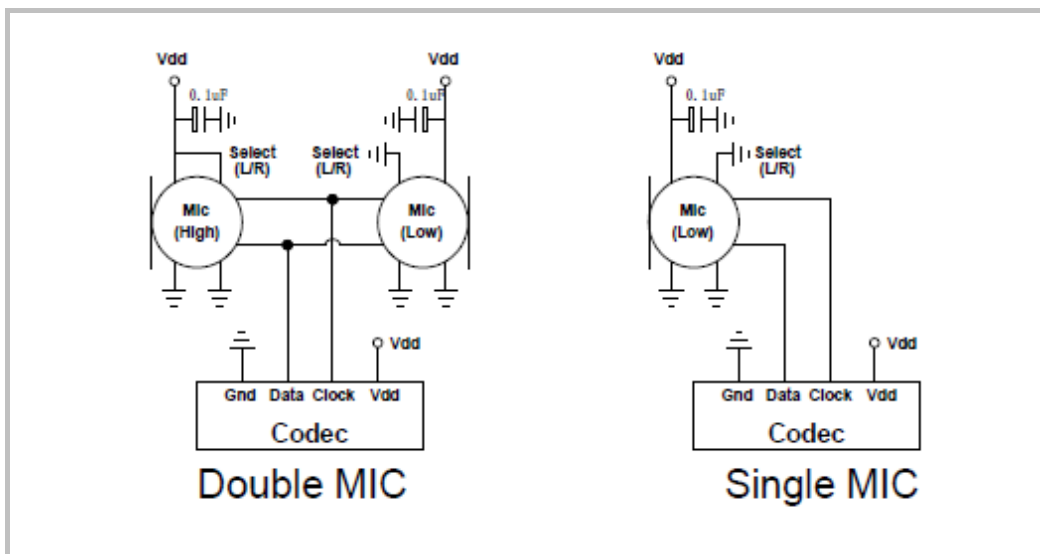 Vdd
Vdd
Vdd
0.1uF
0.1uF
0.1uF
Select
(L/R)
Select
(L/R)
Select
(L/R)
Mic
(High)
Mic
(Low)
Mic
(Low)
Vdd
Vdd
Gnd Data Clock Vdd
Gnd Data Clock Vdd
Codec
Codec
Double MIC
Single MIC